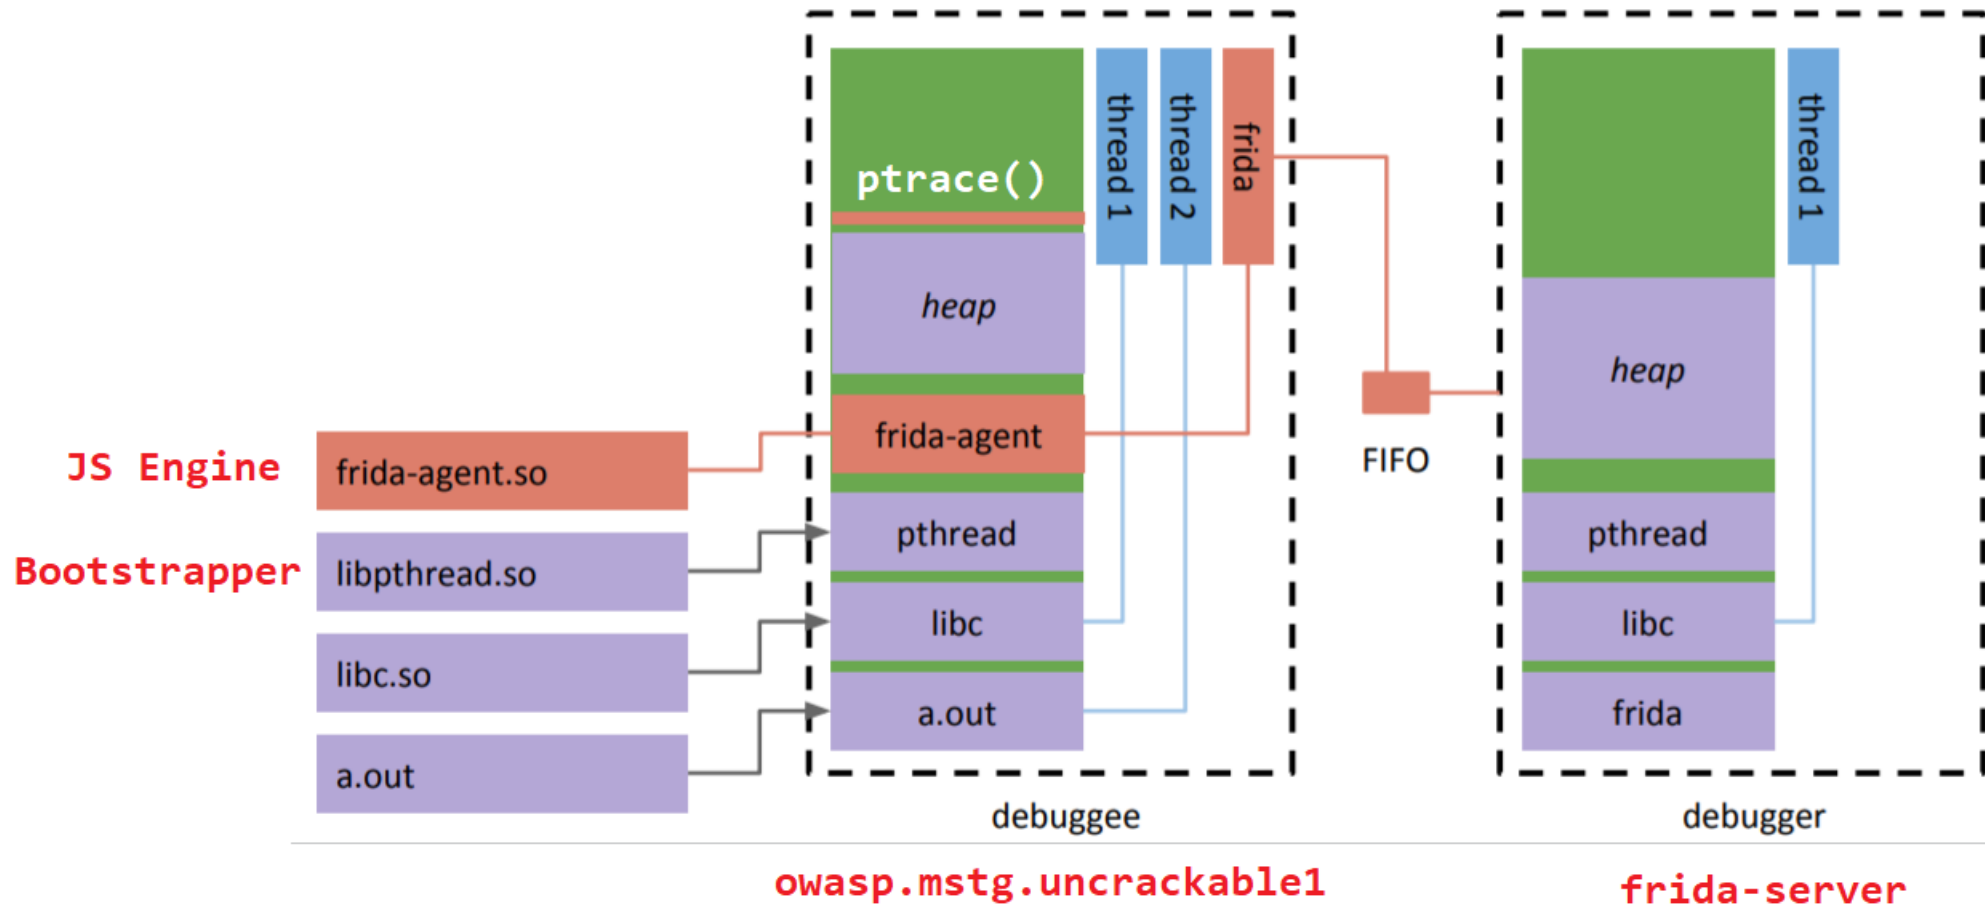 ptrace()
heap
frida-agent
pthread
libc
a.out
thread 1
thread 2
frida
JS Engine
frida-agent.so
Bootstrapper
libpthread.so
libc.so
a.out
debuggee
owasp.mstg.uncrackable1
FIFO
thread 1
heap
pthread
libc
frida
debugger
frida-server